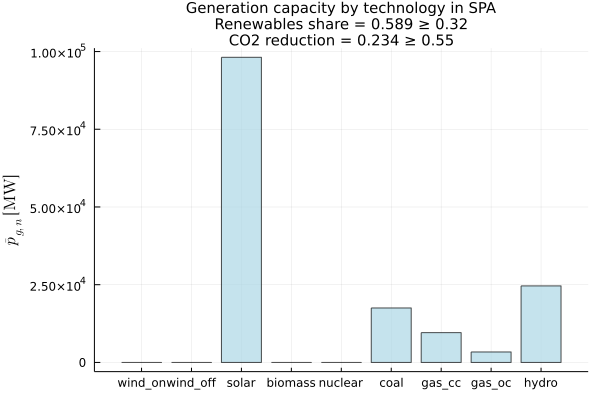 Generation capacity by technology in SPA
Renewables share = 0.589 ≥ 0.32
CO2 reduction = 0.234 ≥ 0.55
1.00×10⁵
7.50×10⁴
5.00×10⁴
2.50×10⁴
0
p̄_{g,n} [MW]
wind_on wind_off solar biomass nuclear coal gas_cc gas_oc hydro